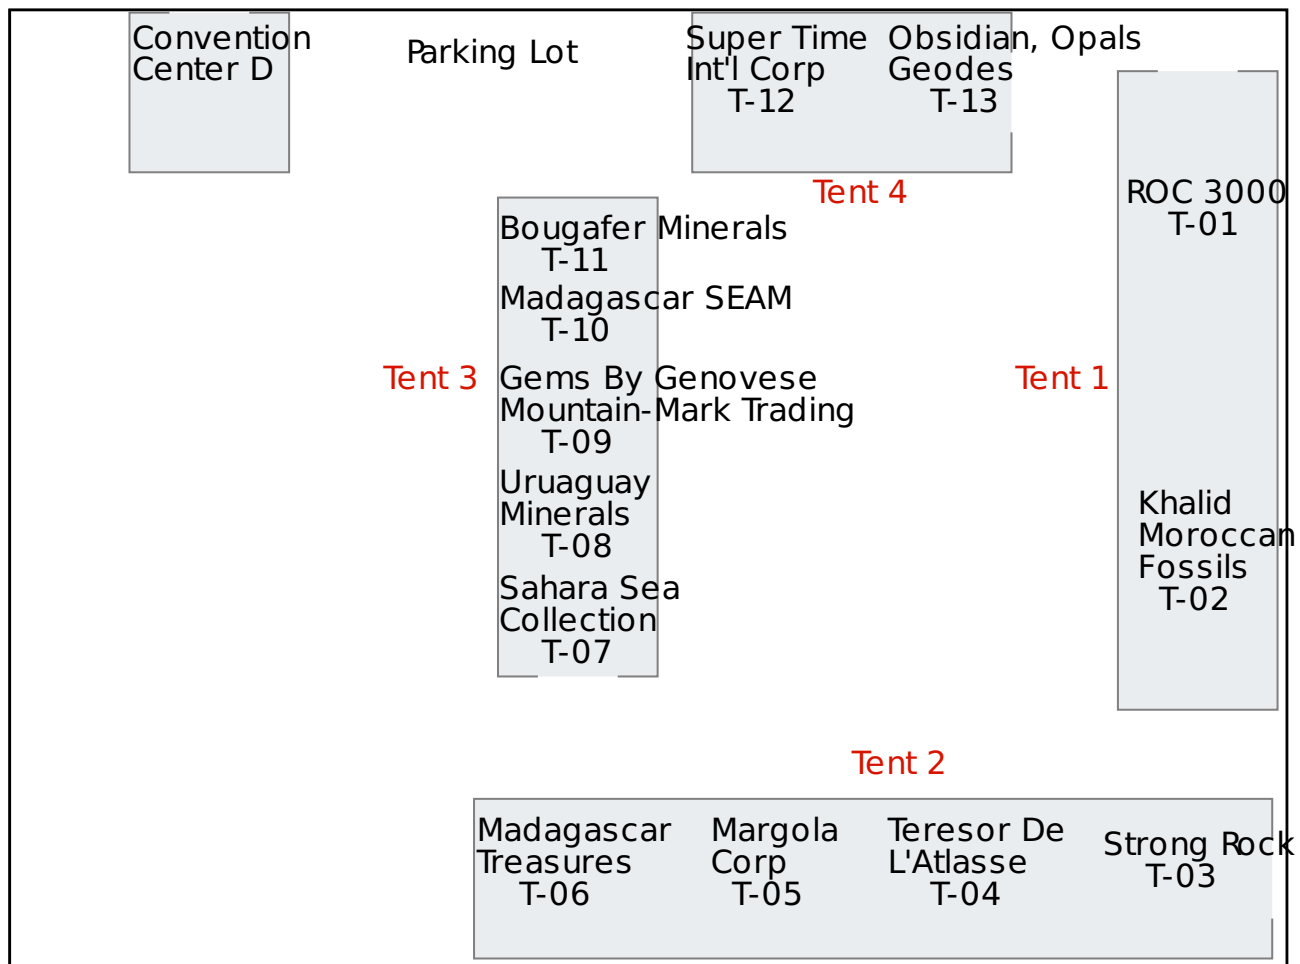 Convention
Center D
Parking Lot
Super Time
Int'l Corp
T-12
Obsidian, Opals
Geodes
T-13
ROC 3000
T-01
Tent 4
Bougafer Minerals
T-11
Madagascar SEAM
T-10
Tent 3
Gems By Genovese
Mountain-Mark Trading
T-09
Tent 1
Uruaguay
Minerals
T-08
Khalid
Moroccan
Fossils
T-02
Sahara Sea
Collection
T-07
Tent 2
Madagascar
Treasures
T-06
Margola
Corp
T-05
Teresor De
L'Atlasse
T-04
Strong Rock
T-03